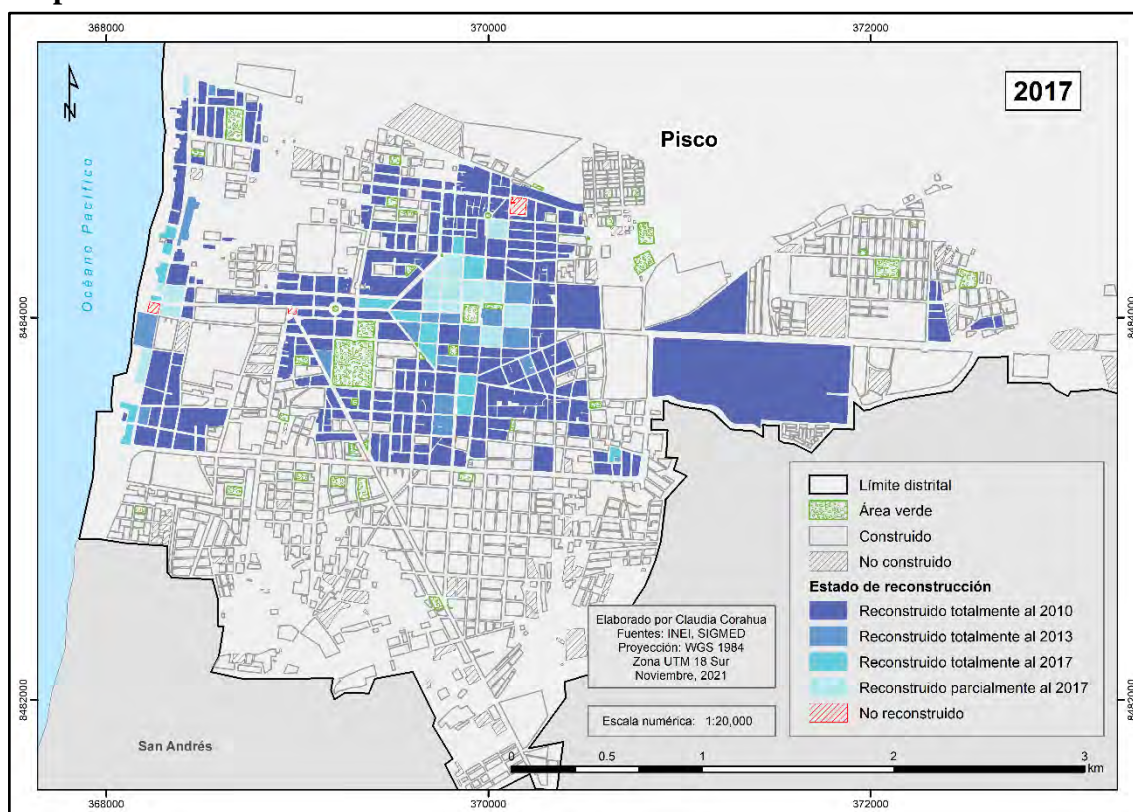 368000
370000
372000
2017
Pisco
N
Océano Pacífico
8484000
8484000
Límite distrital
Área verde
Construido
No construido
Estado de reconstrucción
Reconstruido totalmente al 2010
Reconstruido totalmente al 2013
Reconstruido totalmente al 2017
Reconstruido parcialmente al 2017
No reconstruido
Elaborado por Claudia Corahua
Fuentes: INEI, SIGMED
Proyección: WGS 1984
Zona UTM 18 Sur
Noviembre, 2021
Escala numérica: 1:20,000
8482000
8482000
San Andrés
0 0.5 1 2 3
km
368000
370000
372000